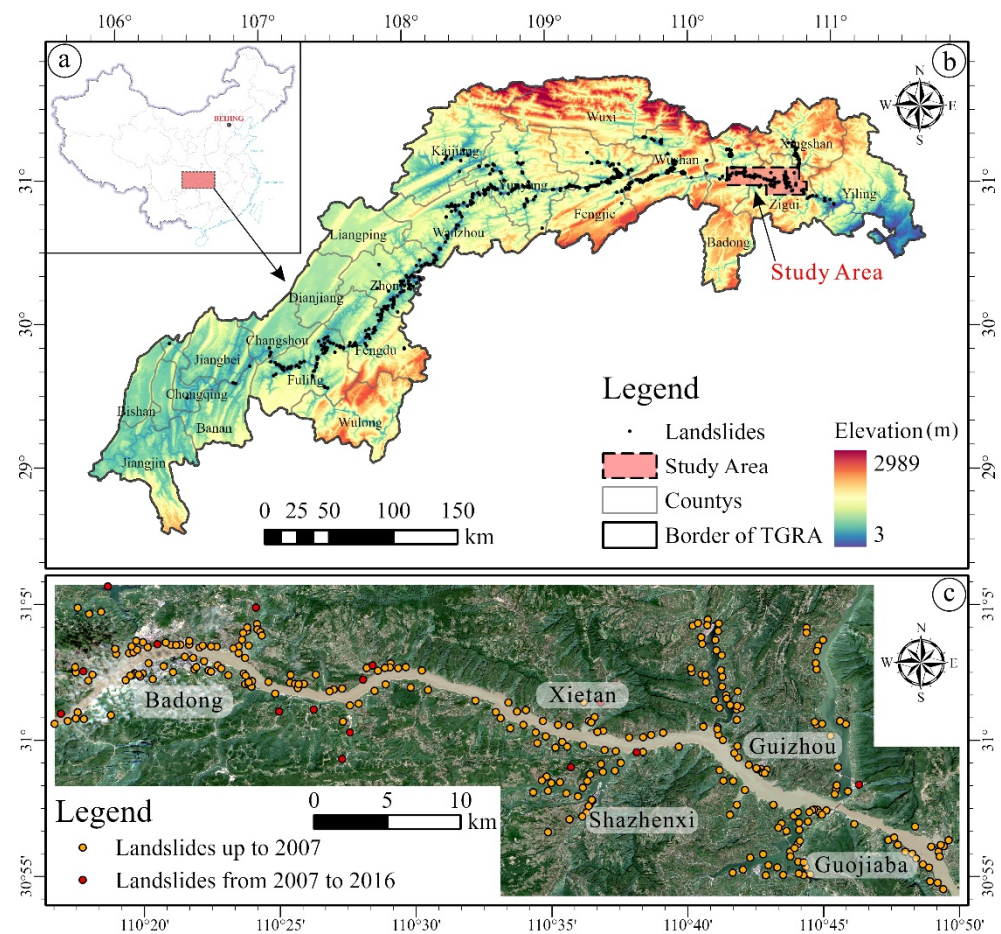 106° 107° 108° 109° 110° 111°
a
b
BEIJING
N
W E
S
Wuxi
Kaijiang
Xingshan
Wushan
31°
31°
Yunyang
Yiling
Zigui
Fengjie
Wanzhou
Liangping
Badong
Study Area
Dianjiang
Zhong
30°
30°
Changshou
Jiangbei
Fengdu
Fuling
Chongqing
Bishan
Banan
Wulong
Jiangjin
29°
29°
Legend
Landslides
Study Area
Countys
Border of TGRA
Elevation (m)
2989
3
0 25 50 100 150
km
c
31°5'
31°5'
N
W E
S
Badong
Xietan
31°
31°
Guizhou
Shazhenxi
Guojiaba
0 5 10
km
Legend
Landslides up to 2007
Landslides from 2007 to 2016
30°55'
30°55'
110°20' 110°25' 110°30' 110°35' 110°40' 110°45' 110°50'